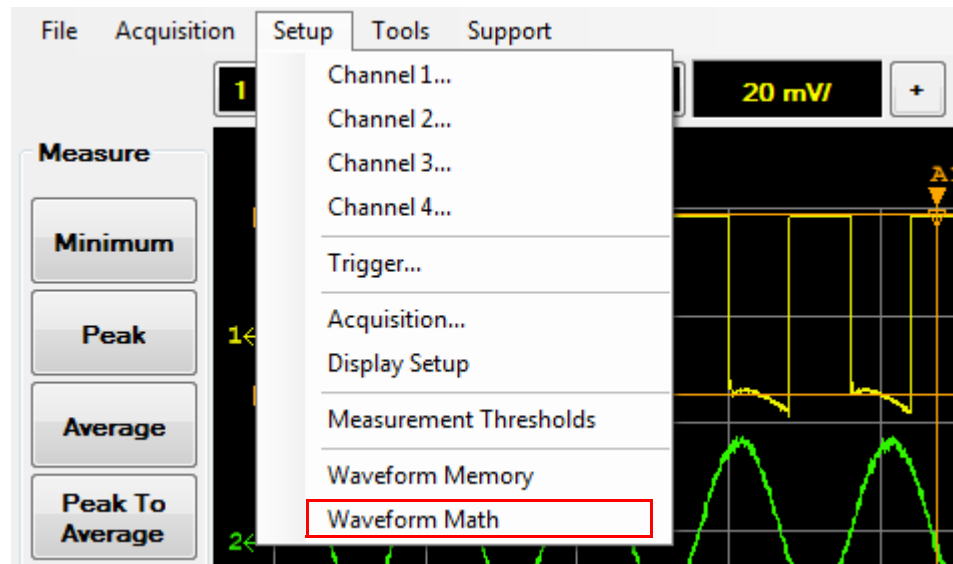 File Acquisition Setup Tools Support
1 20 mV/ +
Channel 1...
Channel 2...
Channel 3...
Channel 4...
Trigger...
Acquisition...
Display Setup
Measurement Thresholds
Waveform Memory
Waveform Math
Measure
Minimum
Peak
Average
Peak To
Average
1
2